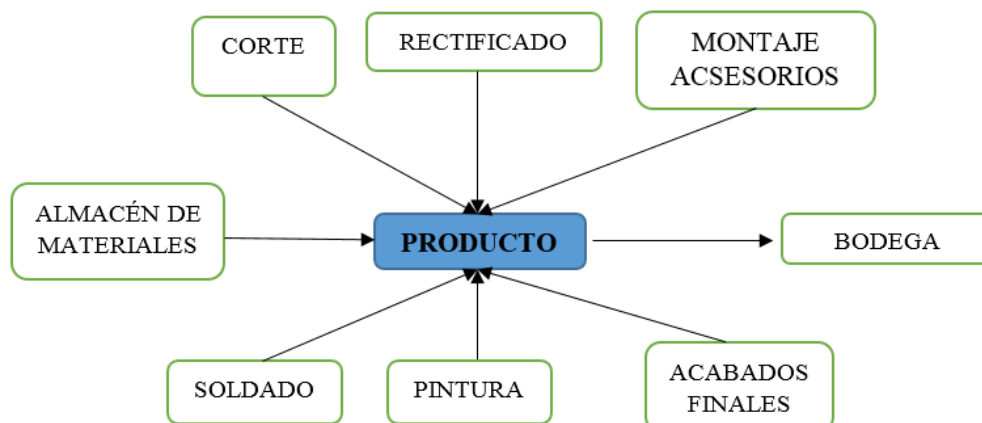 CORTE
RECTIFICADO
MONTAJE
ACSESORIOS
ALMACÉN DE
MATERIALES
PRODUCTO
BODEGA
SOLDADO
PINTURA
ACABADOS
FINALES